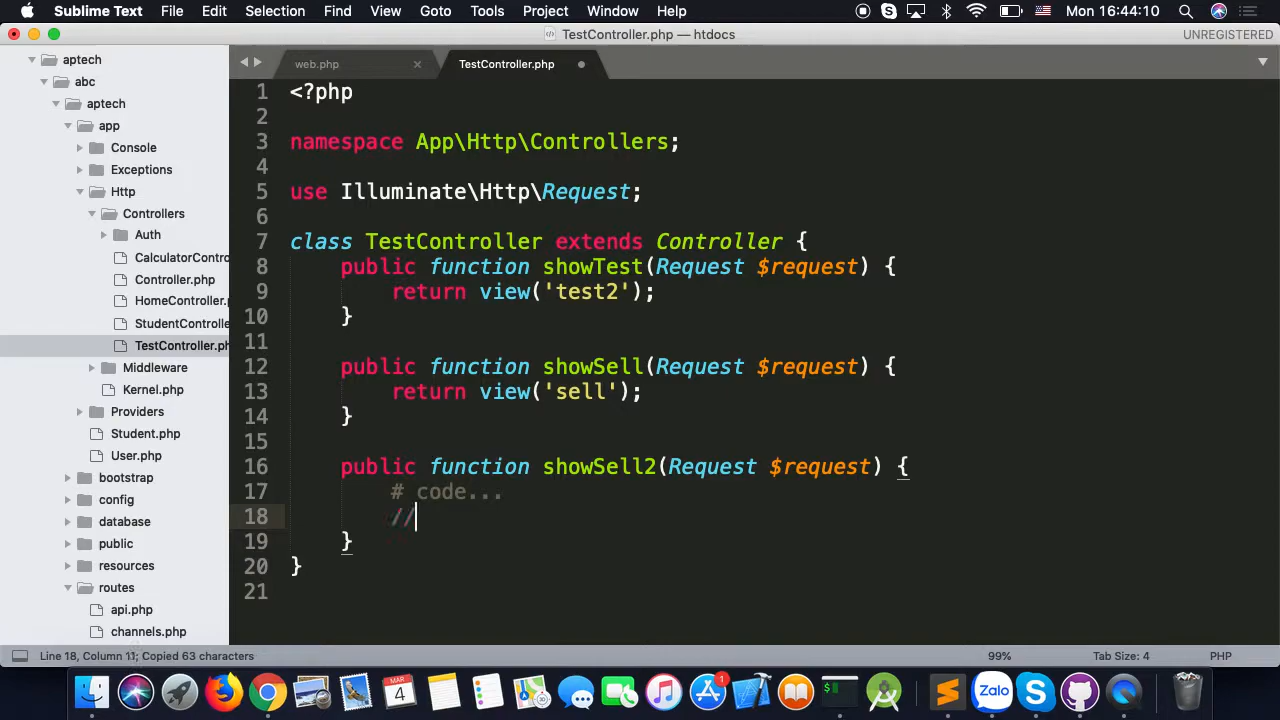 Sublime Text File Edit Selection Find View Goto Tools Project Window Help Mon 16:44:10
TestController.php — htdocs UNREGISTERED
web.php × TestController.php
aptech
abc
aptech
app
Console
Exceptions
Http
Controllers
Auth
CalculatorContro
Controller.php
HomeController.p
StudentControlle
TestController.ph
Middleware
Kernel.php
Providers
Student.php
User.php
bootstrap
config
database
public
resources
routes
api.php
channels.php
1 <?php
2
3 namespace App\Http\Controllers;
4
5 use Illuminate\Http\Request;
6
7 class TestController extends Controller {
8 public function showTest(Request $request) {
9 return view('test2');
10 }
11
12 public function showSell(Request $request) {
13 return view('sell');
14 }
15
16 public function showSell2(Request $request) {
17 # code...
18 //
19 }
20 }
21
Line 18, Column 11; Copied 63 characters 99% Tab Size: 4 PHP
MAR
4
1
Zalo